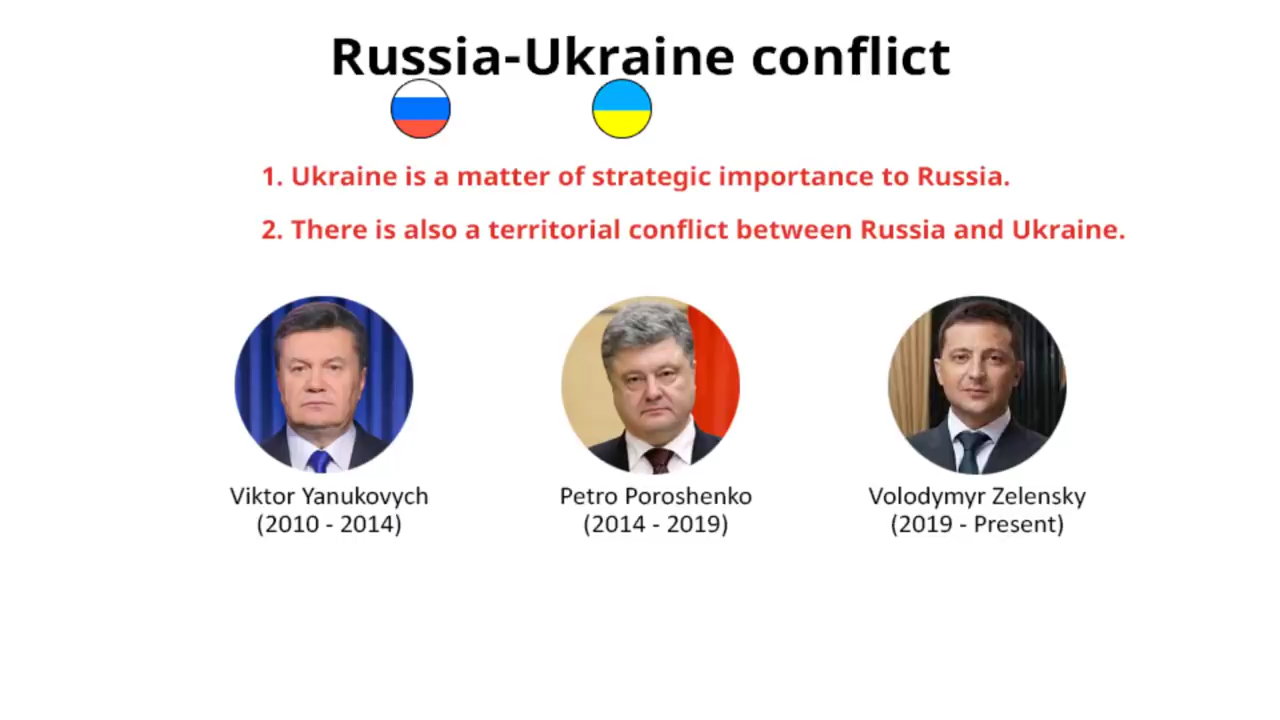 Russia-Ukraine conflict
1. Ukraine is a matter of strategic importance to Russia.
2. There is also a territorial conflict between Russia and Ukraine.
Viktor Yanukovych
(2010 - 2014)
Petro Poroshenko
(2014 - 2019)
Volodymyr Zelensky
(2019 - Present)